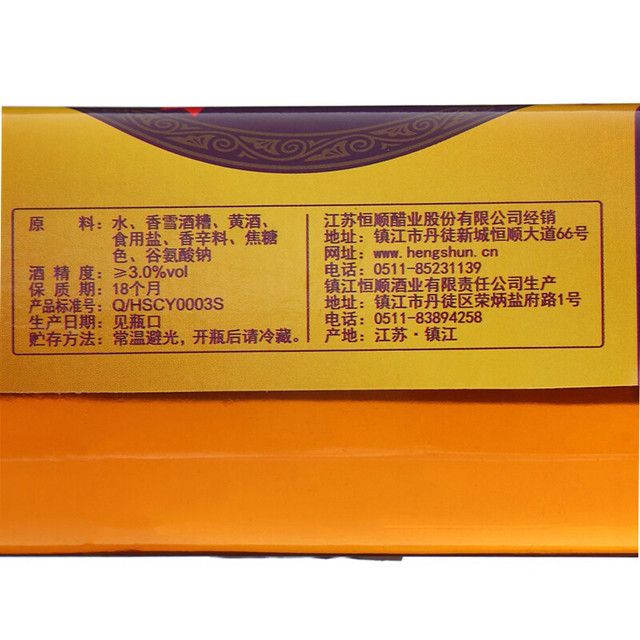 原 料：水、香雪酒糟、黄酒、
食用盐、香辛料、焦糖
色、谷氨酸钠
酒 精 度：≥3.0%vol
保 质 期：18个月
产品标准号：Q/HSCY0003S
生产日期：见瓶口
贮存方法：常温避光，开瓶后请冷藏。
江苏恒顺醋业股份有限公司经销
地址：镇江市丹徒新城恒顺大道66号
网址：www.hengshun.cn
电话：0511-85231139
镇江恒顺酒业有限责任公司生产
地址：镇江市丹徒区荣炳盐府路1号
电话：0511-83894258
产地：江苏·镇江